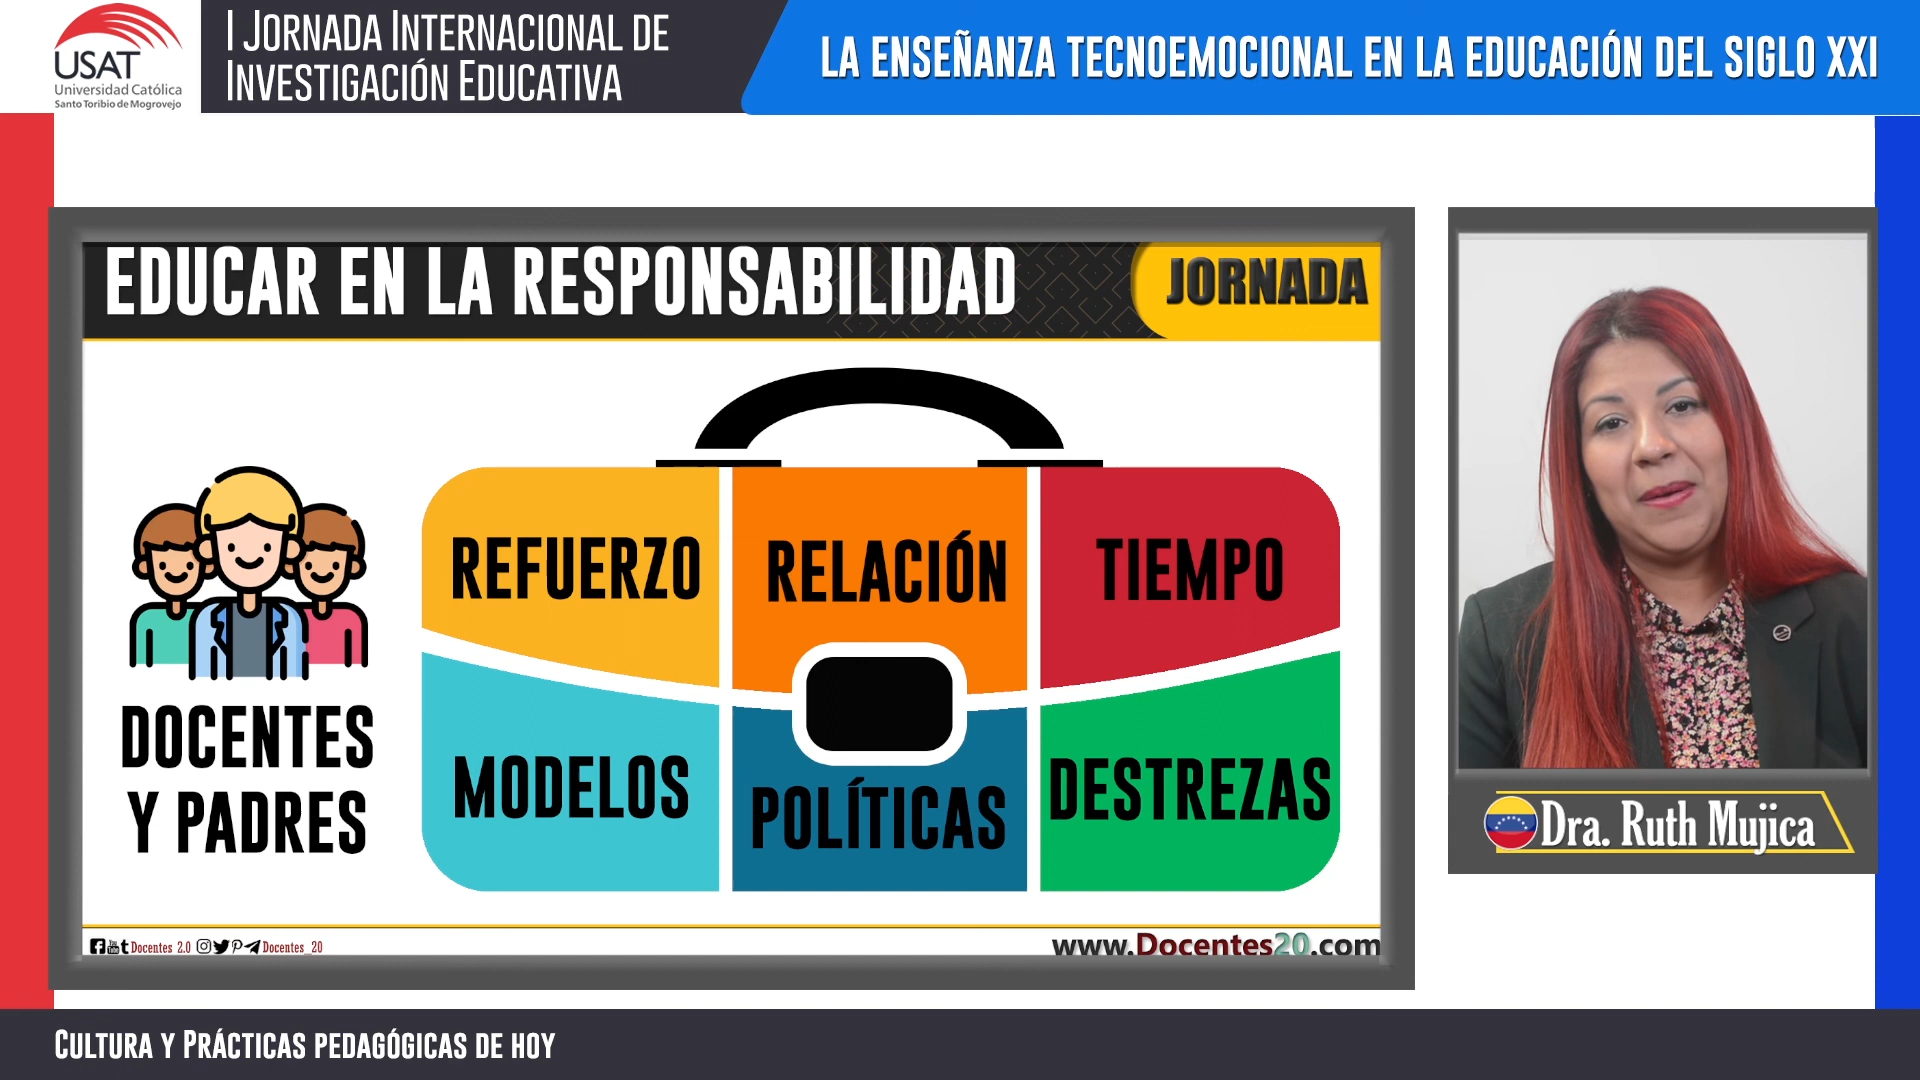 USAT
Universidad Católica
Santo Toribio de Mogrovejo
I JORNADA INTERNACIONAL DE
INVESTIGACIÓN EDUCATIVA
LA ENSEÑANZA TECNOEMOCIONAL EN LA EDUCACIÓN DEL SIGLO XXI
EDUCAR EN LA RESPONSABILIDAD
JORNADA
REFUERZO
RELACIÓN
TIEMPO
DOCENTES
Y PADRES
MODELOS
POLÍTICAS
DESTREZAS
Docentes 2.0
Docentes_20
www.Docentes20.com
Dra. Ruth Mujica
CULTURA Y PRÁCTICAS PEDAGÓGICAS DE HOY